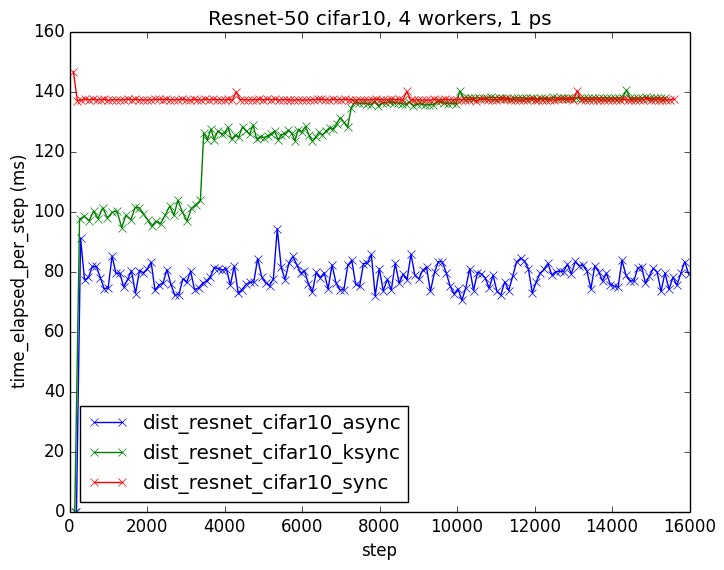 Resnet-50 cifar10, 4 workers, 1 ps
time_elapsed_per_step (ms)
160
140
120
100
80
60
40
20
0
dist_resnet_cifar10_async
dist_resnet_cifar10_ksync
dist_resnet_cifar10_sync
0 2000 4000 6000 8000 10000 12000 14000 16000
step